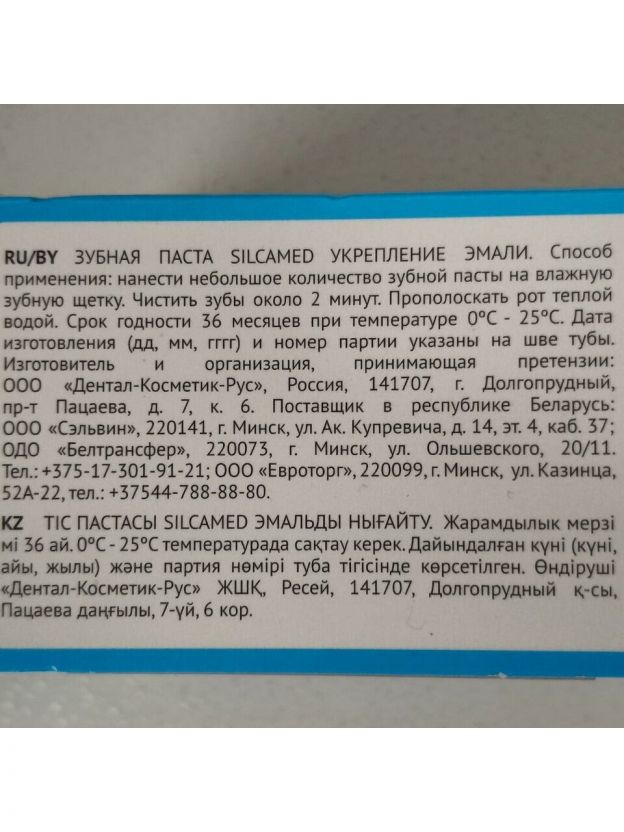 RU/BY ЗУБНАЯ ПАСТА SILCAMED УКРЕПЛЕНИЕ ЭМАЛИ. Способ
применения: нанести небольшое количество зубной пасты на влажную
зубную щетку. Чистить зубы около 2 минут. Прополоскать рот теплой
водой. Срок годности 36 месяцев при температуре 0°C - 25°C. Дата
изготовления (дд, мм, гггг) и номер партии указаны на шве тубы.
Изготовитель и организация, принимающая претензии:
ООО «Дентал-Косметик-Рус», Россия, 141707, г. Долгопрудный,
пр-т Пацаева, д. 7, к. 6. Поставщик в республике Беларусь:
ООО «Сэльвин», 220141, г. Минск, ул. Ак. Купревича, д. 14, эт. 4, каб. 37;
ОДО «Белтрансфер», 220073, г. Минск, ул. Ольшевского, 20/11.
Тел.: +375-17-301-91-21; ООО «Евроторг», 220099, г. Минск, ул. Казинца,
52А-22, тел.: +37544-788-88-80.
KZ ТІС ПАСТАСЫ SILCAMED ЭМАЛЬДЫ НЫҒАЙТУ. Жарамдылық мерзі
мі 36 ай. 0°C - 25°C температурада сақтау керек. Дайындалған күні (күні,
айы, жылы) және партия нөмірі туба тігісінде көрсетілген. Өндіруші
«Дентал-Косметик-Рус» ЖШҚ, Ресей, 141707, Долгопрудный қ-сы,
Пацаева даңғылы, 7-үй, 6 кор.